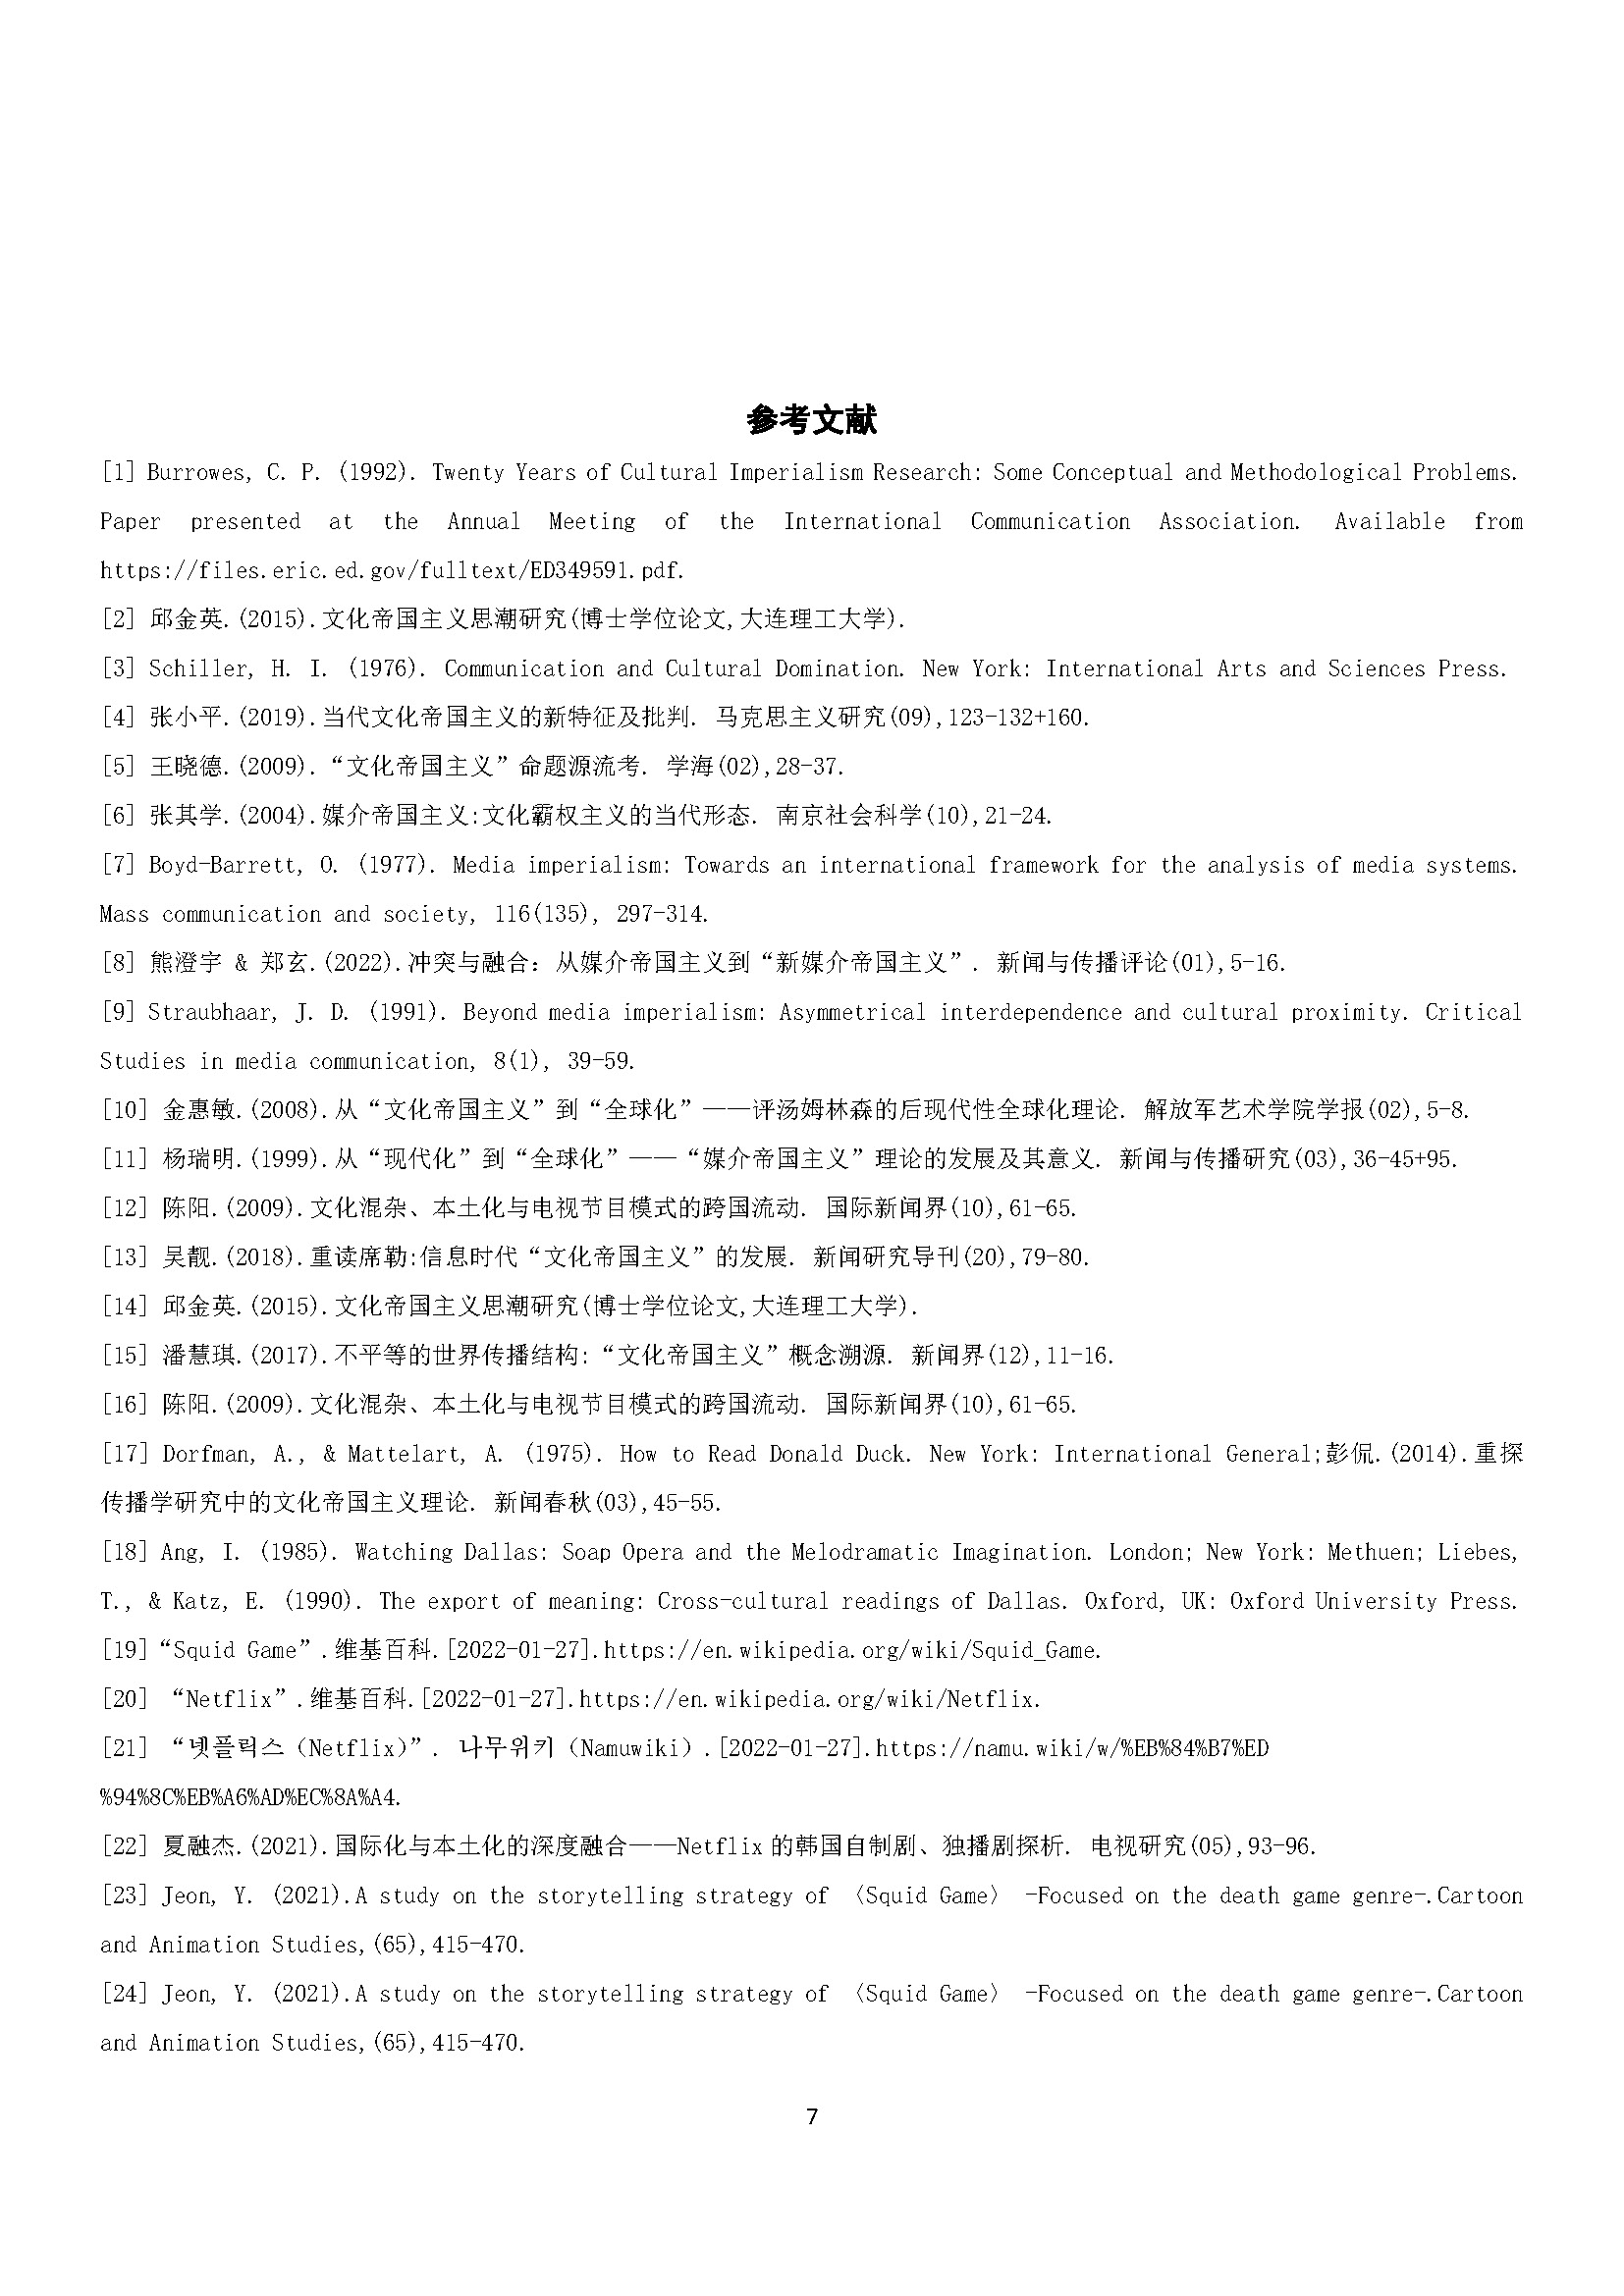 参考文献
[1] Burrowes, C. P. (1992). Twenty Years of Cultural Imperialism Research: Some Conceptual and Methodological Problems.
Paper presented at the Annual Meeting of the International Communication Association. Available from
https://files.eric.ed.gov/fulltext/ED349591.pdf.
[2] 邱金英.(2015).文化帝国主义思潮研究(博士学位论文,大连理工大学).
[3] Schiller, H. I. (1976). Communication and Cultural Domination. New York: International Arts and Sciences Press.
[4] 张小平.(2019).当代文化帝国主义的新特征及批判. 马克思主义研究(09),123-132+160.
[5] 王晓德.(2009).“文化帝国主义”命题源流考. 学海(02),28-37.
[6] 张其学.(2004).媒介帝国主义:文化霸权主义的当代形态. 南京社会科学(10),21-24.
[7] Boyd-Barrett, O. (1977). Media imperialism: Towards an international framework for the analysis of media systems.
Mass communication and society, 116(135), 297-314.
[8] 熊澄宇 & 郑玄.(2022).冲突与融合：从媒介帝国主义到“新媒介帝国主义”. 新闻与传播评论(01),5-16.
[9] Straubhaar, J. D. (1991). Beyond media imperialism: Asymmetrical interdependence and cultural proximity. Critical
Studies in media communication, 8(1), 39-59.
[10] 金惠敏.(2008).从“文化帝国主义”到“全球化”——评汤姆林森的后现代性全球化理论. 解放军艺术学院学报(02),5-8.
[11] 杨瑞明.(1999).从“现代化”到“全球化”——“媒介帝国主义”理论的发展及其意义. 新闻与传播研究(03),36-45+95.
[12] 陈阳.(2009).文化混杂、本土化与电视节目模式的跨国流动. 国际新闻界(10),61-65.
[13] 吴靓.(2018).重读席勒:信息时代“文化帝国主义”的发展. 新闻研究导刊(20),79-80.
[14] 邱金英.(2015).文化帝国主义思潮研究(博士学位论文,大连理工大学).
[15] 潘慧琪.(2017).不平等的世界传播结构:“文化帝国主义”概念溯源. 新闻界(12),11-16.
[16] 陈阳.(2009).文化混杂、本土化与电视节目模式的跨国流动. 国际新闻界(10),61-65.
[17] Dorfman, A., & Mattelart, A. (1975). How to Read Donald Duck. New York: International General;彭侃.(2014).重探
传播学研究中的文化帝国主义理论. 新闻春秋(03),45-55.
[18] Ang, I. (1985). Watching Dallas: Soap Opera and the Melodramatic Imagination. London; New York: Methuen; Liebes,
T., & Katz, E. (1990). The export of meaning: Cross-cultural readings of Dallas. Oxford, UK: Oxford University Press.
[19]“Squid Game”.维基百科.[2022-01-27].https://en.wikipedia.org/wiki/Squid_Game.
[20] “Netflix”.维基百科.[2022-01-27].https://en.wikipedia.org/wiki/Netflix.
[21] “넷플릭스（Netflix）”. 나무위키（Namuwiki）.[2022-01-27].https://namu.wiki/w/%EB%84%B7%ED
%94%8C%EB%A6%AD%EC%8A%A4.
[22] 夏融杰.(2021).国际化与本土化的深度融合——Netflix的韩国自制剧、独播剧探析. 电视研究(05),93-96.
[23] Jeon, Y. (2021).A study on the storytelling strategy of 〈Squid Game〉 -Focused on the death game genre-.Cartoon
and Animation Studies,(65),415-470.
[24] Jeon, Y. (2021).A study on the storytelling strategy of 〈Squid Game〉 -Focused on the death game genre-.Cartoon
and Animation Studies,(65),415-470.
7